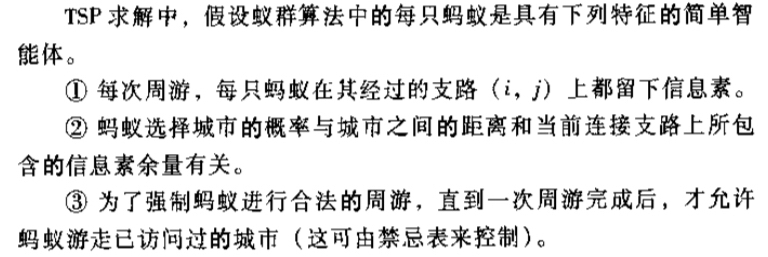 TSP求解中，假设蚁群算法中的每只蚂蚁是具有下列特征的简单智
能体。
① 每次周游，每只蚂蚁在其经过的支路（i，j）上都留下信息素。
② 蚂蚁选择城市的概率与城市之间的距离和当前连接支路上所包
含的信息素余量有关。
③ 为了强制蚂蚁进行合法的周游，直到一次周游完成后，才允许
蚂蚁游走已访问过的城市（这可由禁忌表来控制）。